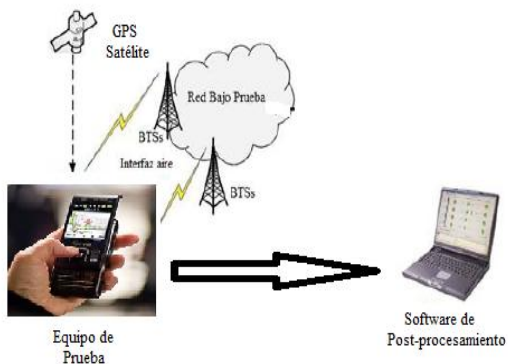 GPS
Satélite
Red Bajo Prueba
BTSs
Interfaz aire
BTSs
Equipo de
Prueba
Software de
Post-procesamiento